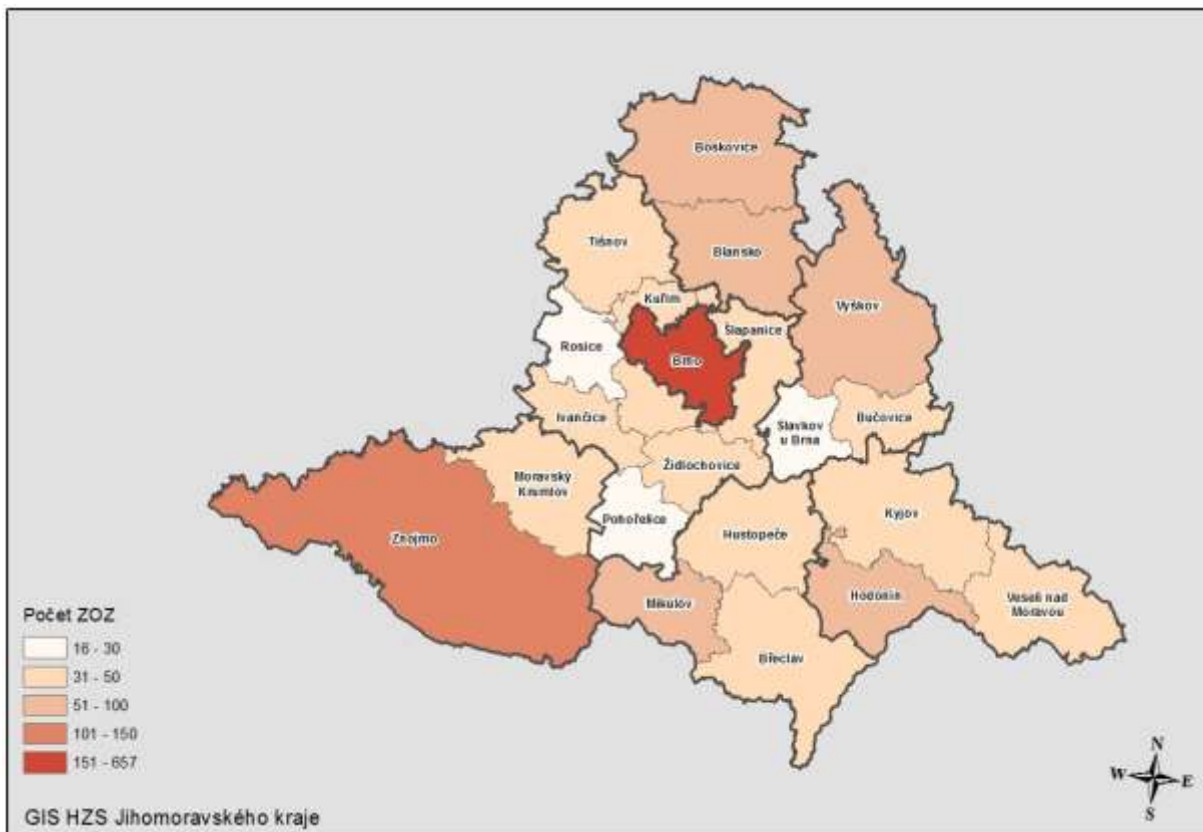 Boskovice
Tišnov
Blansko
Kuřim
Vyškov
Šlapanice
Rosice
Brno
Ivančice
Slavkov
u Brna
Bučovice
Židlochovice
Moravský
Krumlov
Pohořelice
Kyjov
Znojmo
Hustopeče
Mikulov
Hodonín
Veselí nad
Moravou
Břeclav
Počet ZOZ
16 - 30
31 - 50
51 - 100
101 - 150
151 - 657
N
W E
S
GIS HZS Jihomoravského kraje